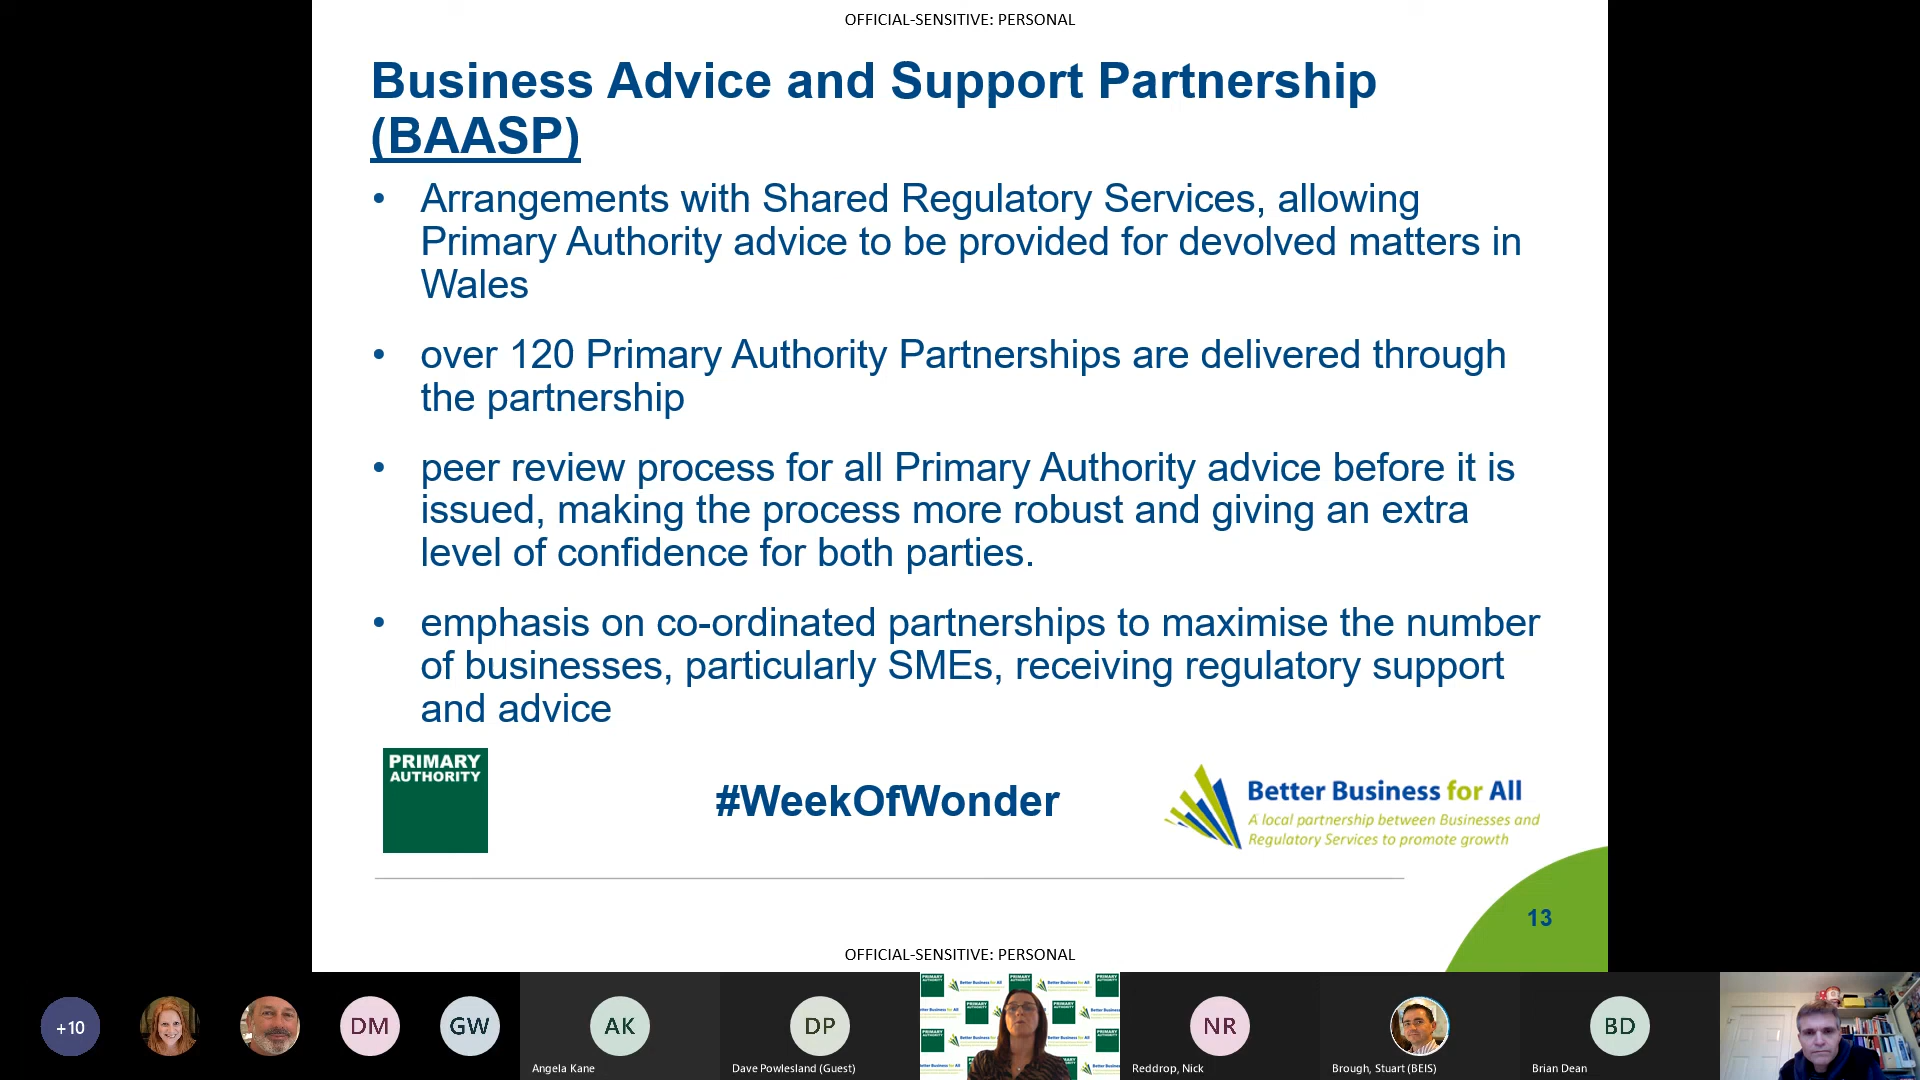 OFFICIAL-SENSITIVE: PERSONAL
Business Advice and Support Partnership
(BAASP)
• Arrangements with Shared Regulatory Services, allowing
Primary Authority advice to be provided for devolved matters in
Wales
• over 120 Primary Authority Partnerships are delivered through
the partnership
• peer review process for all Primary Authority advice before it is
issued, making the process more robust and giving an extra
level of confidence for both parties.
• emphasis on co-ordinated partnerships to maximise the number
of businesses, particularly SMEs, receiving regulatory support
and advice
PRIMARY
AUTHORITY
#WeekOfWonder
Better Business for All
A local partnership between Businesses and
Regulatory Services to promote growth
13
OFFICIAL-SENSITIVE: PERSONAL
+10
DM
GW
AK
Angela Kane
DP
Dave Powlesland (Guest)
PRIMARY
AUTHORITY
Better Business for All
NR
Reddrop, Nick
Brough, Stuart (BEIS)
BD
Brian Dean